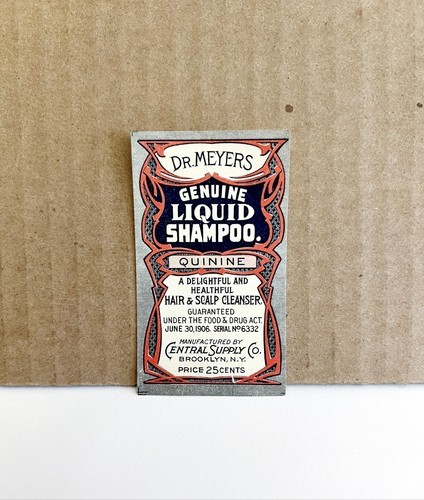 DR. MEYERS
GENUINE
LIQUID
SHAMPOO.
QUININE
A DELIGHTFUL AND
HEALTHFUL
HAIR & SCALP CLEANSER.
GUARANTEED
UNDER THE FOOD & DRUG ACT.
JUNE 30, 1906. SERIAL Nº 6332
MANUFACTURED BY
CENTRAL SUPPLY CO.
BROOKLYN, N.Y.
PRICE 25 CENTS